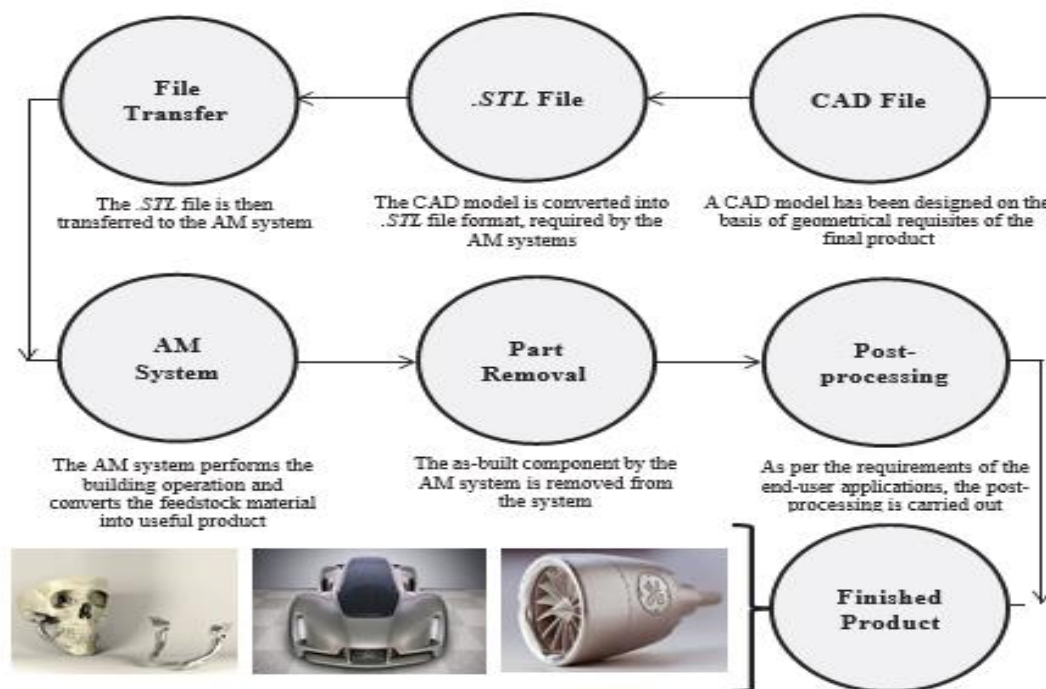 File
Transfer
.STL File
CAD File
The .STL file is then
transferred to the AM system
The CAD model is converted into
.STL file format, required by the
AM systems
A CAD model has been designed on the
basis of geometrical requisites of the
final product
AM
System
Part
Removal
Post-
processing
The AM system performs the
building operation and
converts the feedstock material
into useful product
The as-built component by the
AM system is removed from
the system
As per the requirements of the
end-user applications, the post-
processing is carried out
Finished
Product